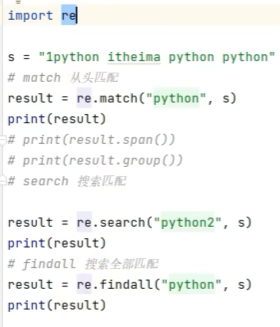 import re
s = "1python itheima python python"
# match 从头匹配
result = re.match("python", s)
print(result)
# print(result.span())
# print(result.group())
# search 搜索匹配
result = re.search("python2", s)
print(result)
# findall 搜索全部匹配
result = re.findall("python", s)
print(result)